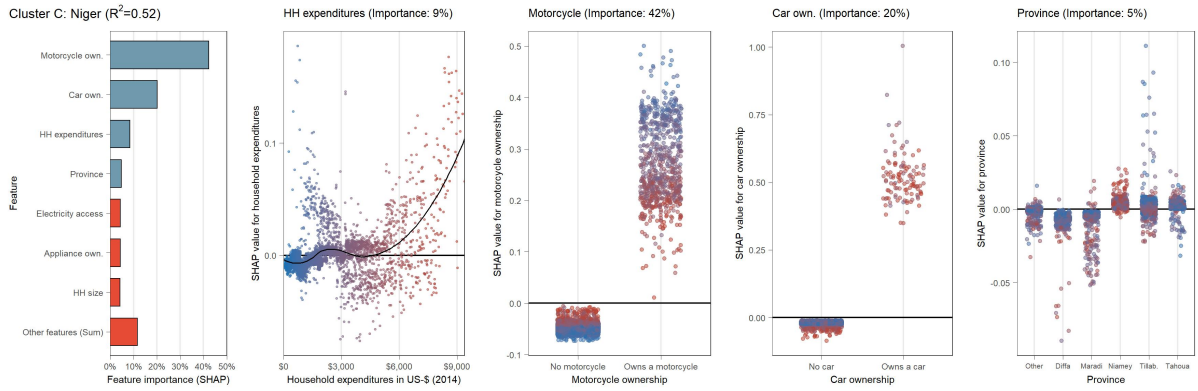 Cluster C: Niger (R²=0.52)
Feature
Motorcycle own.
Car own.
HH expenditures
Province
Electricity access
Appliance own.
HH size
Other features (Sum)
0% 10% 20% 30% 40% 50%
Feature importance (SHAP)
HH expenditures (Importance: 9%)
SHAP value for household expenditures
0.1
0.0
$0 $3,000 $6,000 $9,000
Household expenditures in US-$ (2014)
Motorcycle (Importance: 42%)
SHAP value for motorcycle ownership
0.5
0.4
0.3
0.2
0.1
0.0
-0.1
No motorcycle Owns a motorcycle
Motorcycle ownership
Car own. (Importance: 20%)
SHAP value for car ownership
1.00
0.75
0.50
0.25
0.00
No car Owns a car
Car ownership
Province (Importance: 5%)
SHAP value for province
0.10
0.05
0.00
-0.05
Other Diffa Maradi Namey Tillab. Tahoua
Province